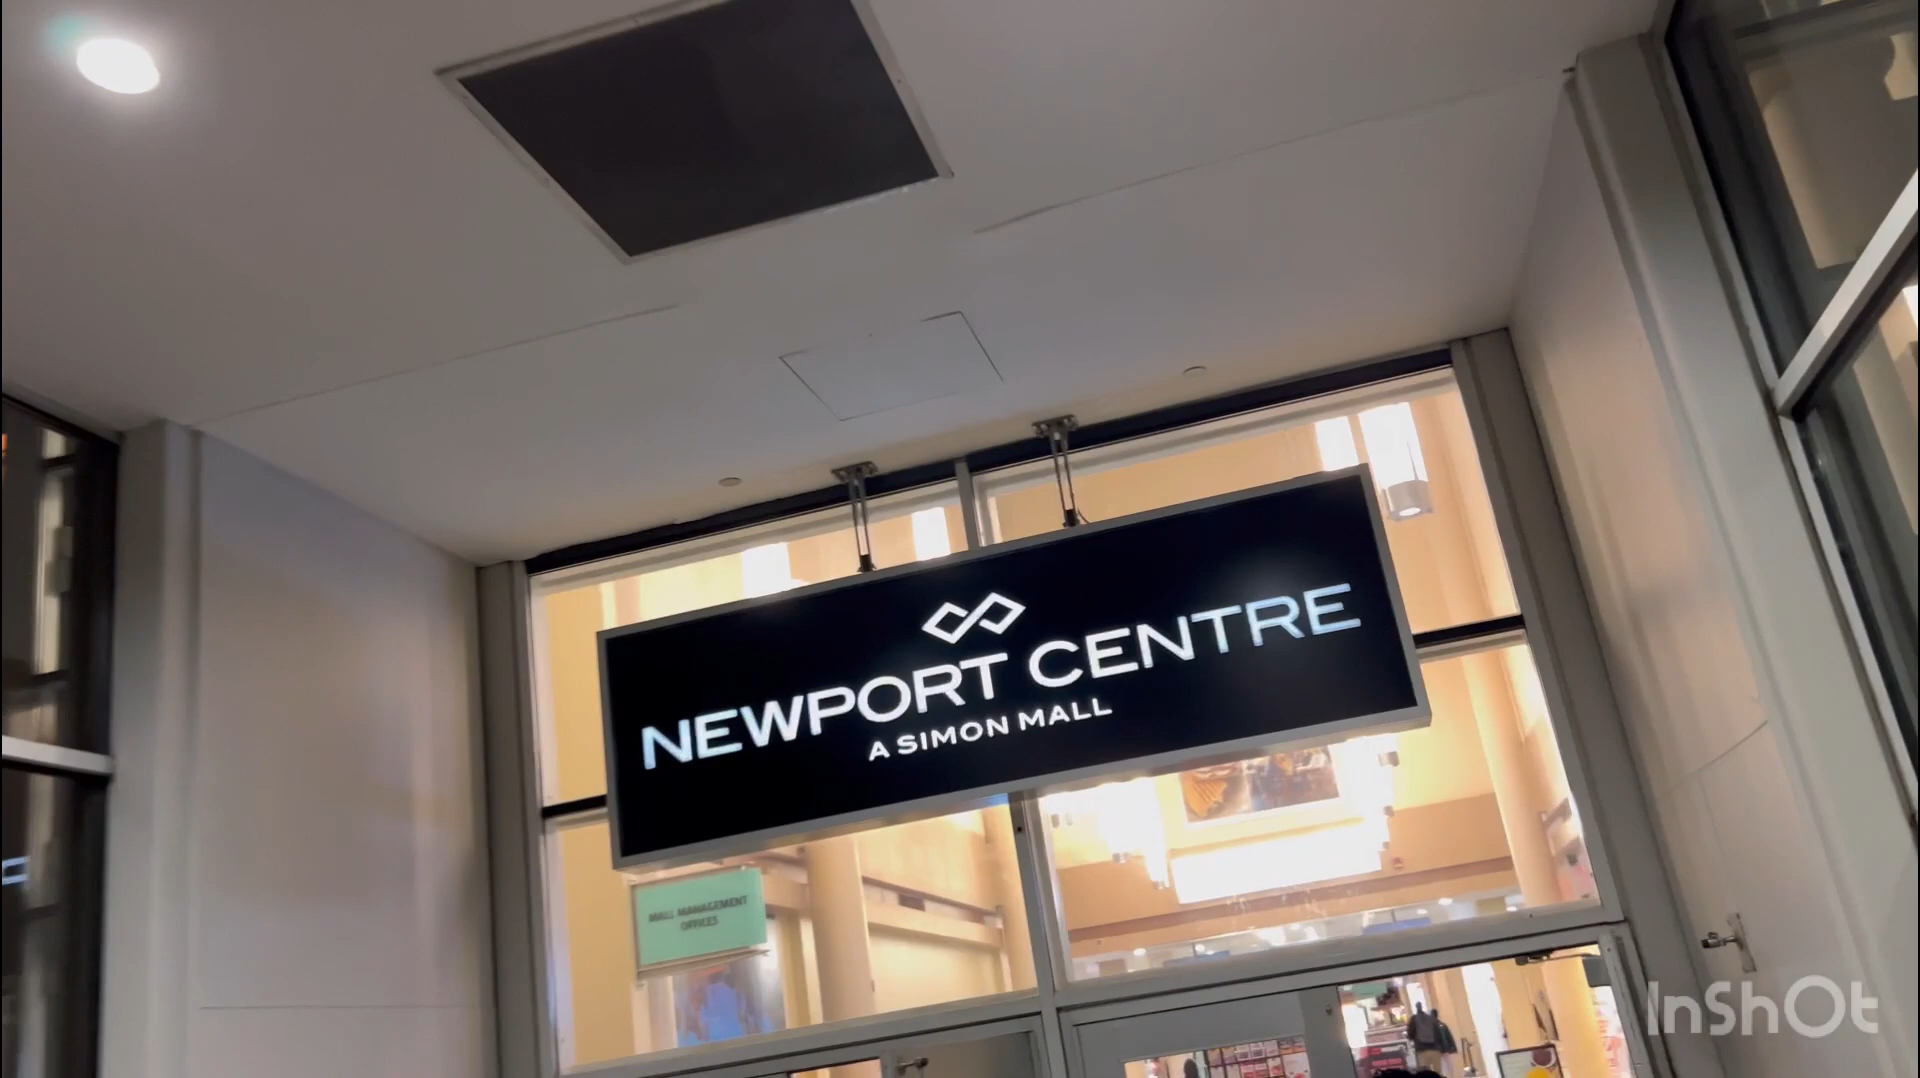 NEWPORT CENTRE
A SIMON MALL
MALL MANAGEMENT
OFFICES
InShOt